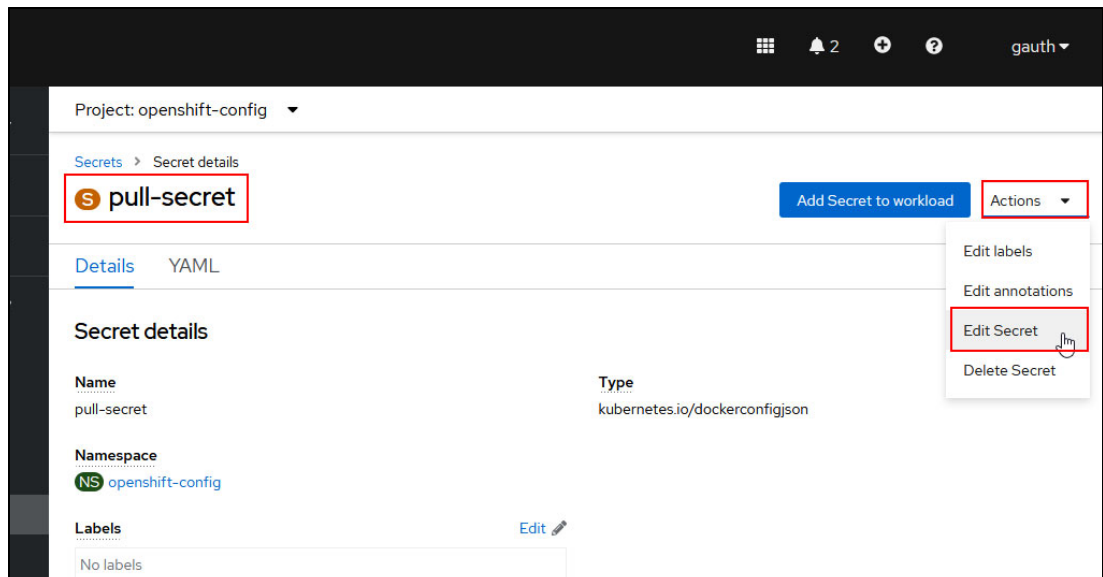 2 gauth
Project: openshift-config
Secrets > Secret details
S pull-secret
Add Secret to workload Actions
Edit labels
Edit annotations
Edit Secret
Delete Secret
Details YAML
Secret details
Name
pull-secret
Type
kubernetes.io/dockerconfigjson
Namespace
NS openshift-config
Labels Edit
No labels